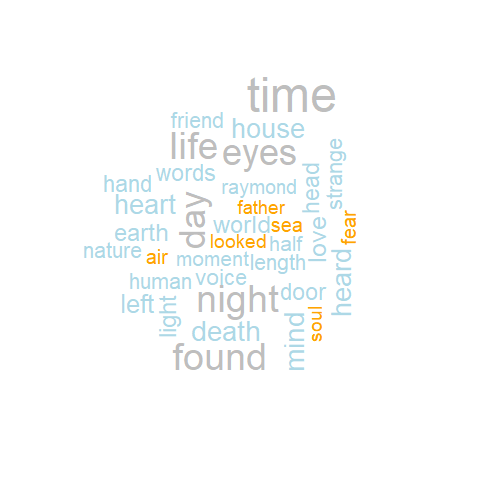 time
friend
house
life
eyes
words
strange
hand
raymond
head
heart
father
day
world
sea
fear
earth
looked
half
love
nature
air
moment
length
heard
human
voice
left
light
night
door
soul
death
mind
found